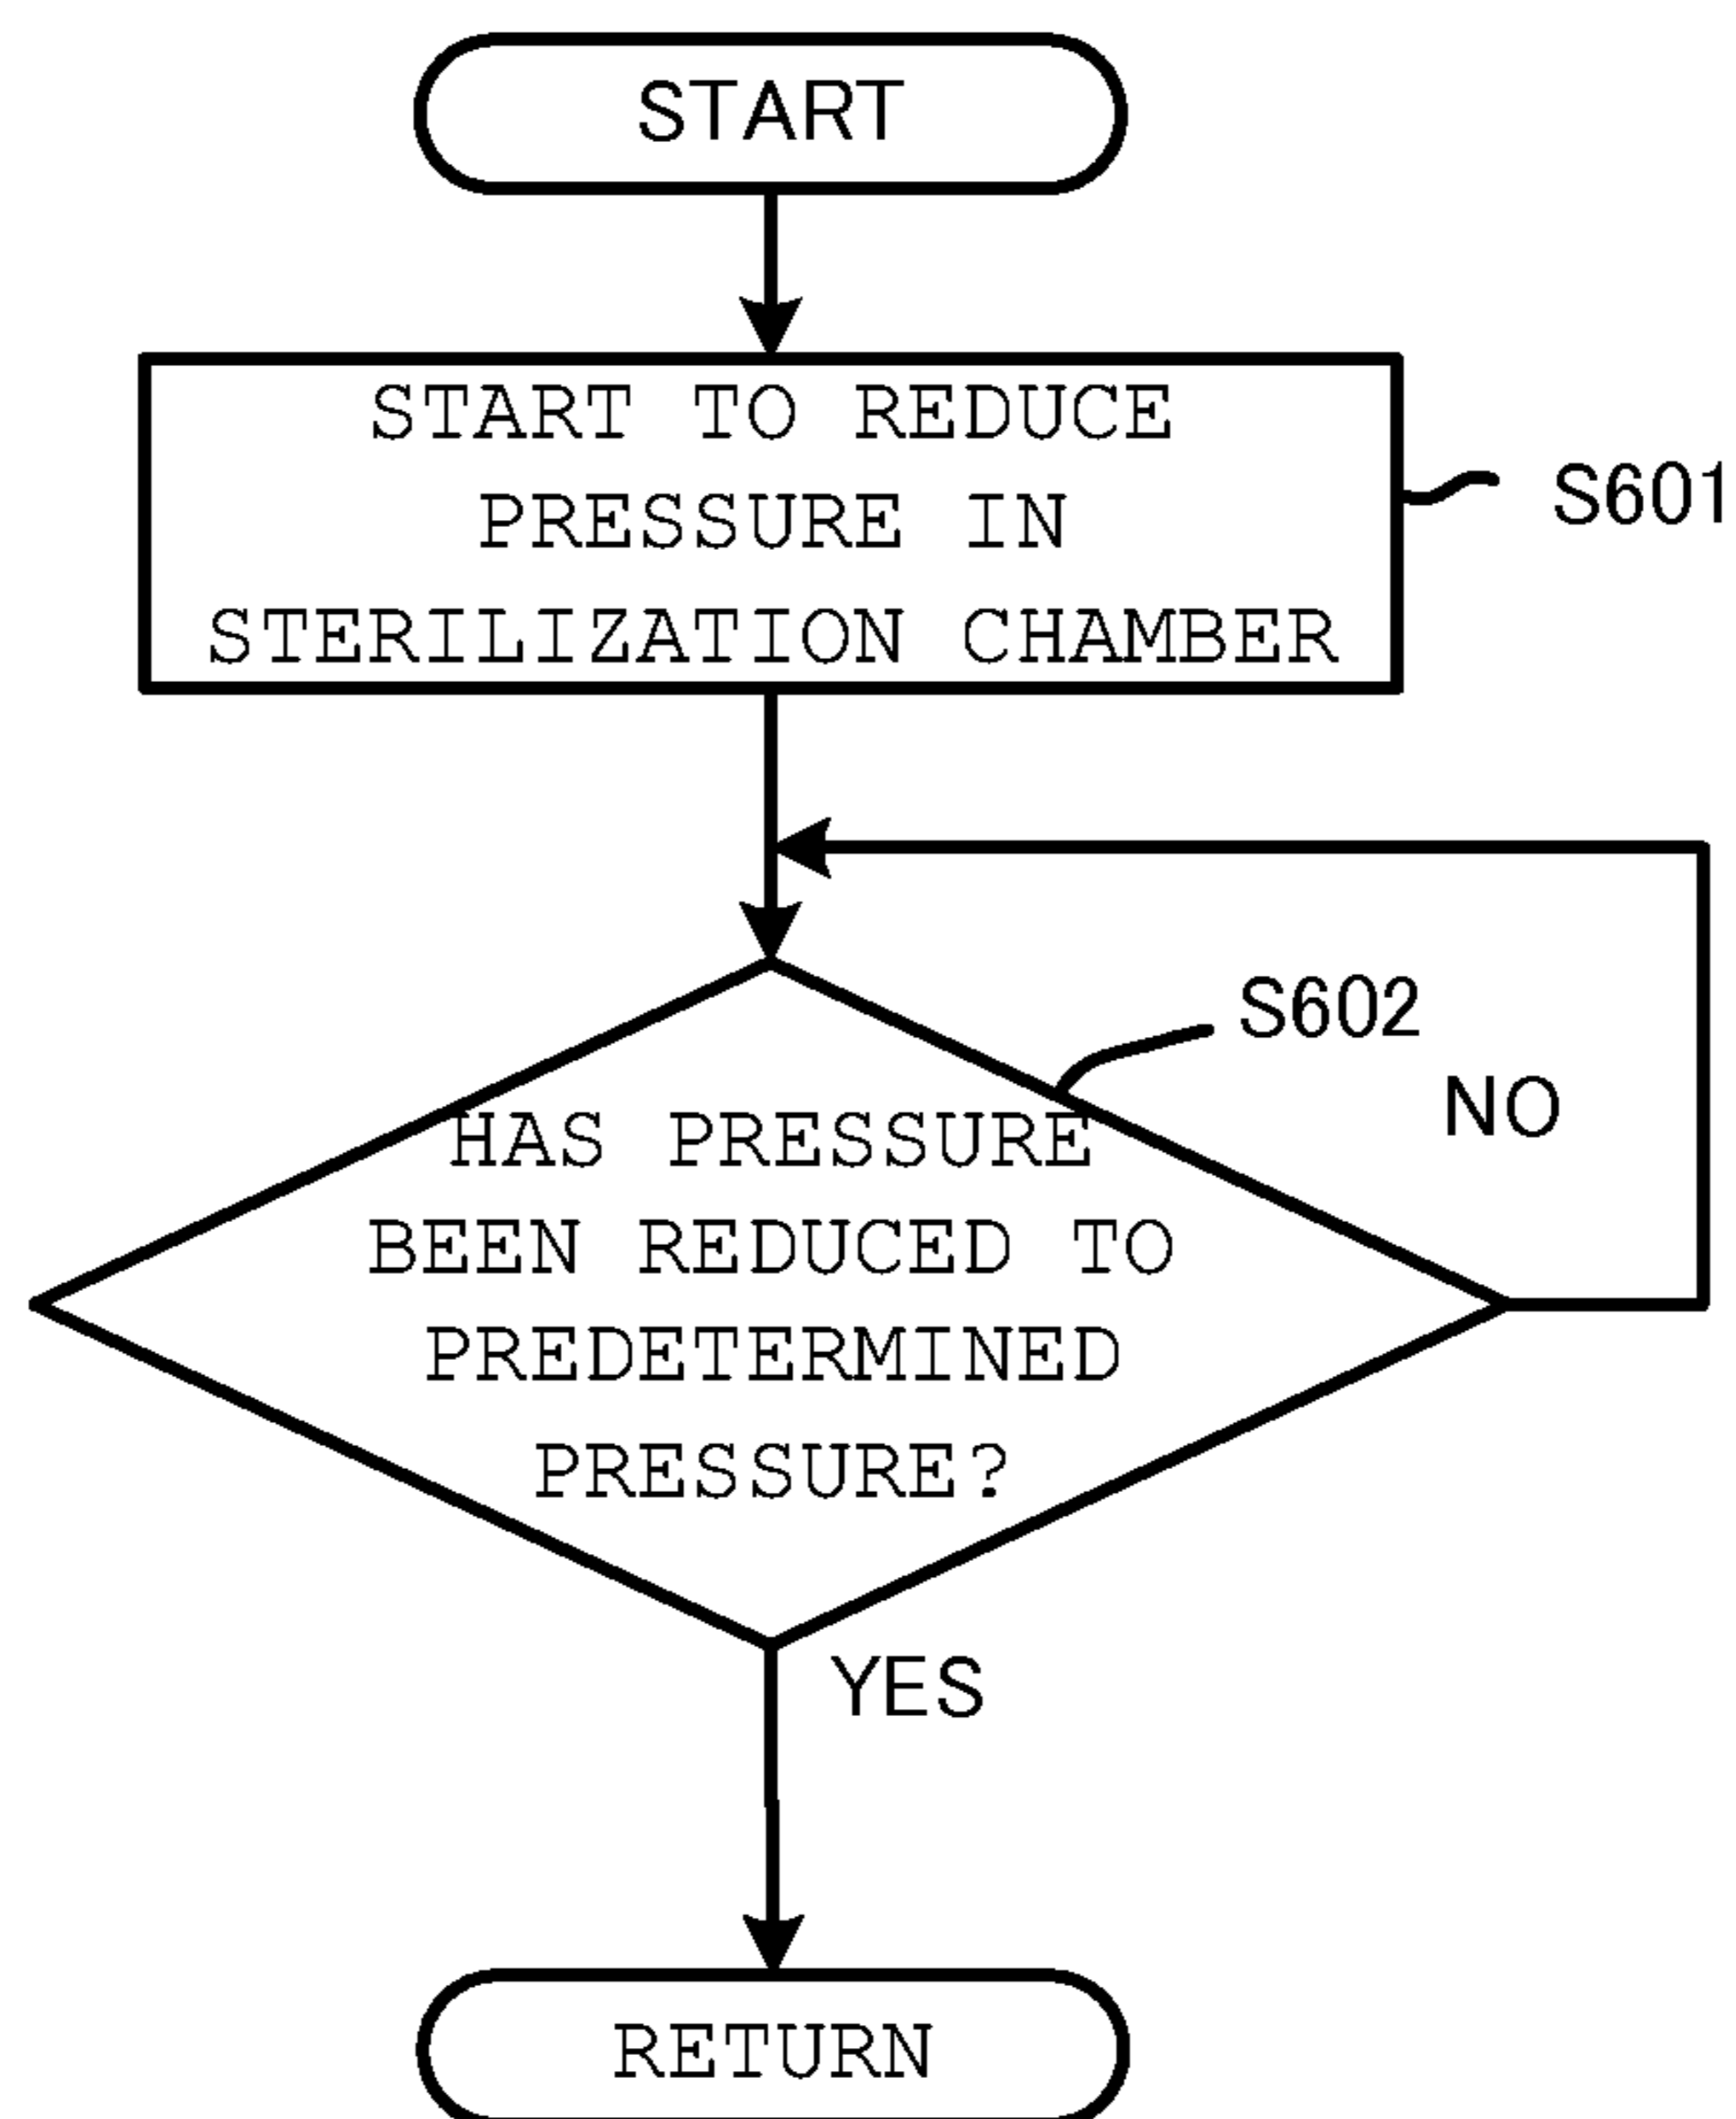 START
START TO REDUCE
PRESSURE IN
STERILIZATION CHAMBER
S601
S602
NO
HAS PRESSURE
BEEN REDUCED TO
PREDETERMINED
PRESSURE?
YES
RETURN